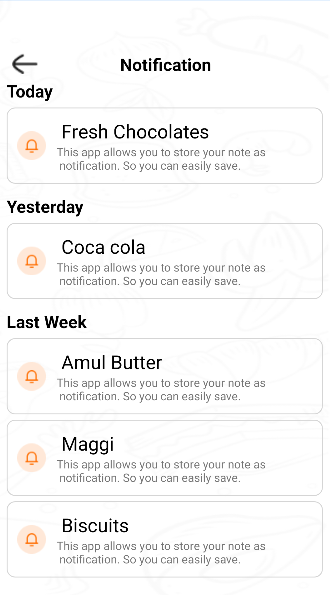 Notification
Today
Fresh Chocolates
This app allows you to store your note as
notification. So you can easily save.
Yesterday
Coca cola
This app allows you to store your note as
notification. So you can easily save.
Last Week
Amul Butter
This app allows you to store your note as
notification. So you can easily save.
Maggi
This app allows you to store your note as
notification. So you can easily save.
Biscuits
This app allows you to store your note as
notification. So you can easily save.